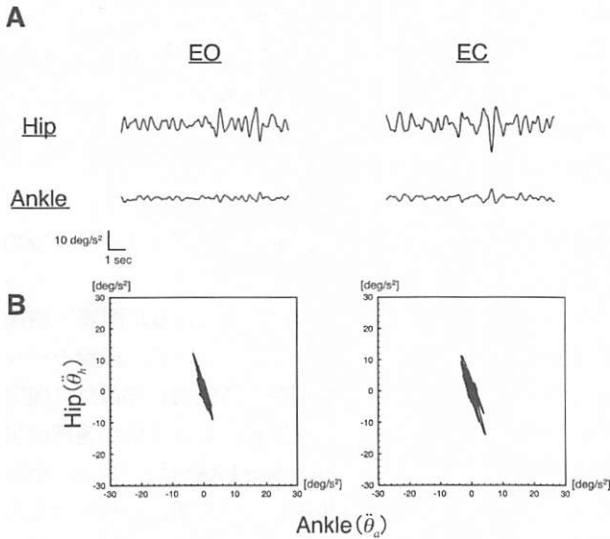 A
EO EC
Hip
Ankle
10 deg/s²
1 sec
B
[deg/s²] [deg/s²]
30 30
20 20
10 10
0 0
-10 -10
-20 -20
-30 [deg/s²] -30 [deg/s²]
-30 -20 -10 0 10 20 30 -30 -20 -10 0 10 20 30
Hip(θ̈h)
Ankle(θ̈a)